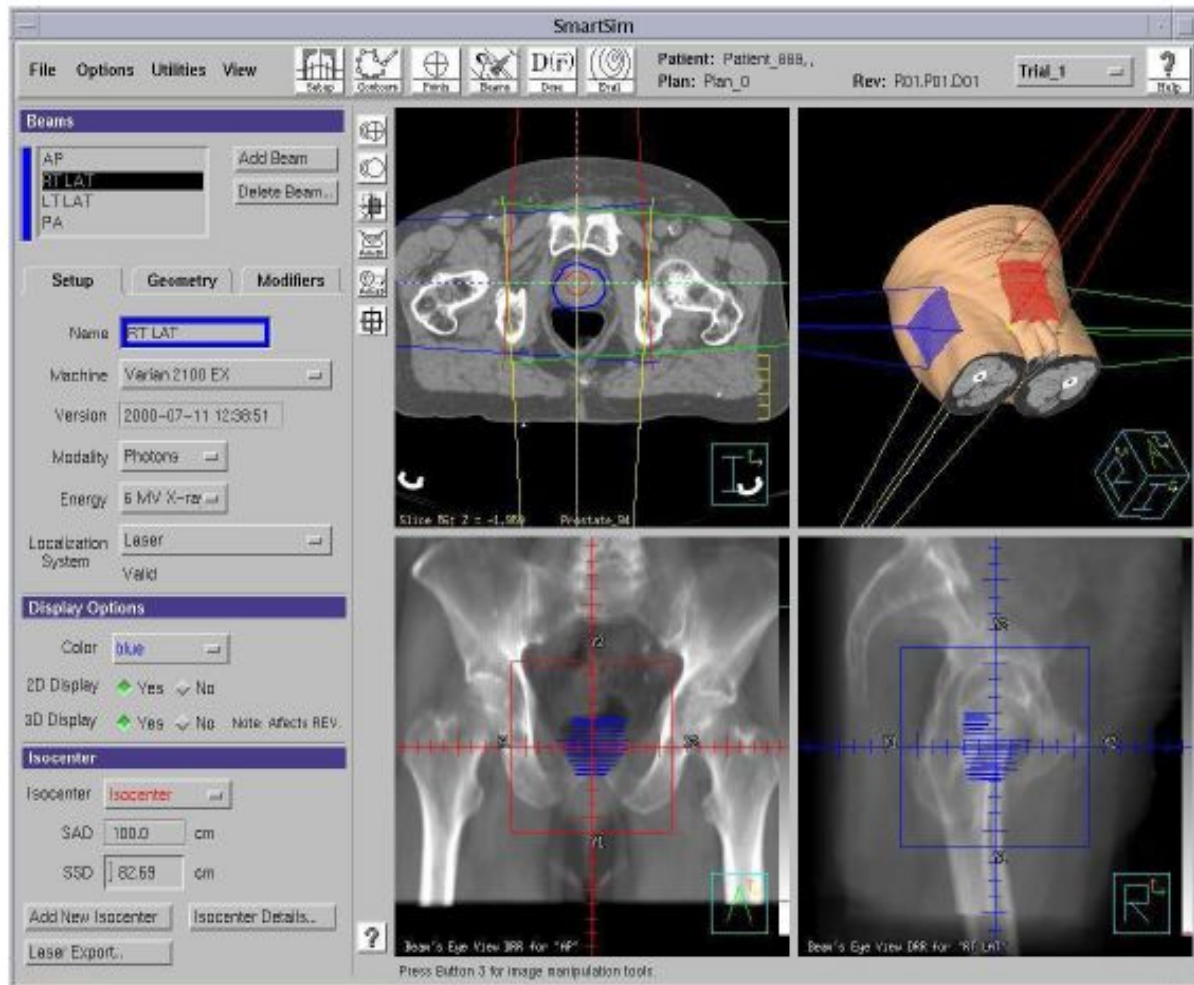 SmartSim
File Options Utilities View
Setup Contours Points Beams D(r) Dose Eval
Patient: Patient_888,,
Plan: Plan_0 Rev: R01.P01.D01
Trial_1
? Help
Beams
AP
RT LAT
LT LAT
PA
Add Beam
Delete Beam..
Setup Geometry Modifiers
Name RT LAT
Machine Varian 2100 EX
Version 2000-07-11 12:38:51
Modality Photons
Energy 6 MV X-ray
Localization System Laser
Valid
Display Options
Color blue
2D Display Yes No
3D Display Yes No Note: Affects REV.
Isocenter
Isocenter Isocenter
SAD 100.0 cm
SSD 82.69 cm
Add New Isocenter Isocenter Details...
Laser Export..
?
Prostate_94
Y2
Y1
A
R
Beam's Eye View DRR for "AP"
Beam's Eye View DRR for "RT LAT"
Press Button 3 for image manipulation tools.